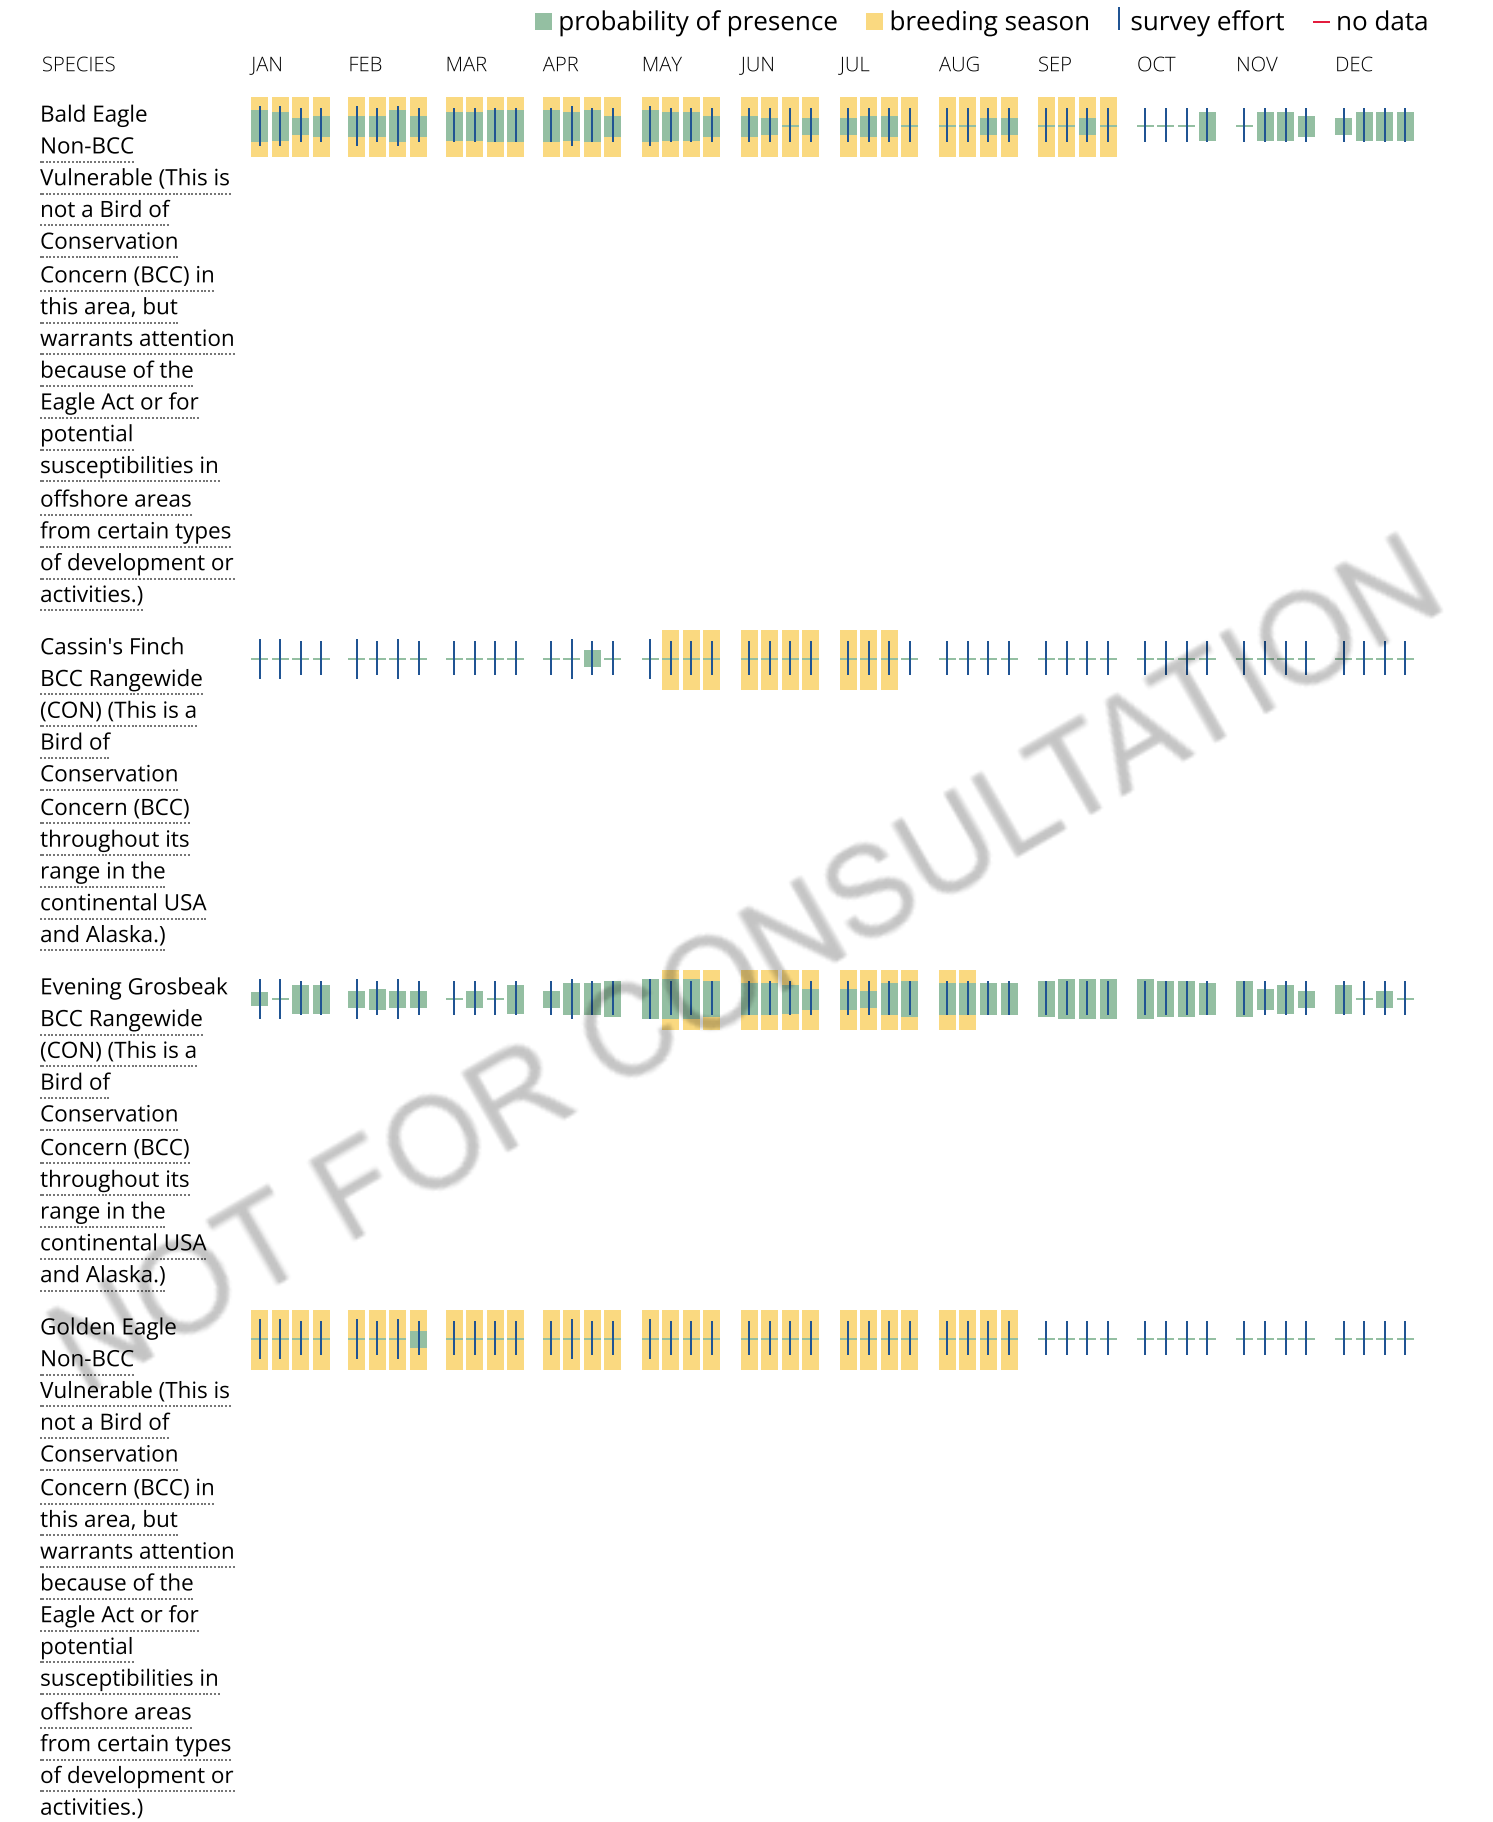 probability of presence breeding season survey effort no data
SPECIES JAN FEB MAR APR MAY JUN JUL AUG SEP OCT NOV DEC
Bald Eagle
Non-BCC
Vulnerable (This is
not a Bird of
Conservation
Concern (BCC) in
this area, but
warrants attention
because of the
Eagle Act or for
potential
susceptibilities in
offshore areas
from certain types
of development or
activities.)
Cassin's Finch
BCC Rangewide
(CON) (This is a
Bird of
Conservation
Concern (BCC)
throughout its
range in the
continental USA
and Alaska.)
Evening Grosbeak
BCC Rangewide
(CON) (This is a
Bird of
Conservation
Concern (BCC)
throughout its
range in the
continental USA
and Alaska.)
Golden Eagle
Non-BCC
Vulnerable (This is
not a Bird of
Conservation
Concern (BCC) in
this area, but
warrants attention
because of the
Eagle Act or for
potential
susceptibilities in
offshore areas
from certain types
of development or
activities.)
NOT FOR CONSULTATION